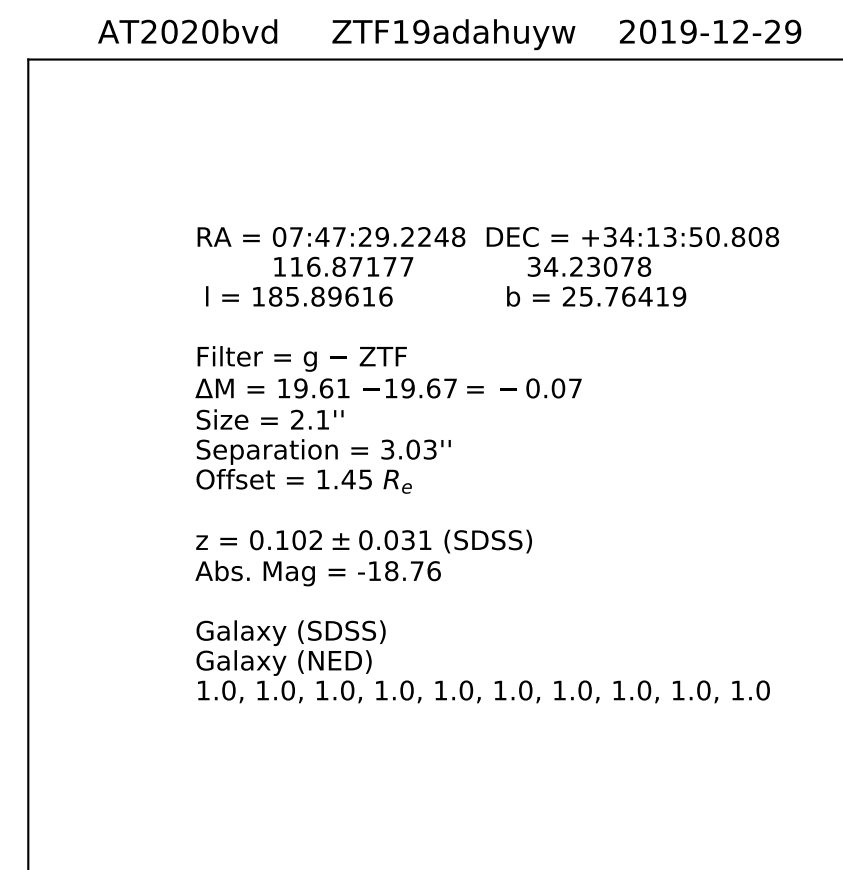 AT2020bvd ZTF19adahuyw 2019-12-29
RA = 07:47:29.2248 DEC = +34:13:50.808
116.87177 34.23078
l = 185.89616 b = 25.76419
Filter = g − ZTF
ΔM = 19.61 −19.67 = − 0.07
Size = 2.1''
Separation = 3.03''
Offset = 1.45 Re
z = 0.102 ± 0.031 (SDSS)
Abs. Mag = -18.76
Galaxy (SDSS)
Galaxy (NED)
1.0, 1.0, 1.0, 1.0, 1.0, 1.0, 1.0, 1.0, 1.0, 1.0